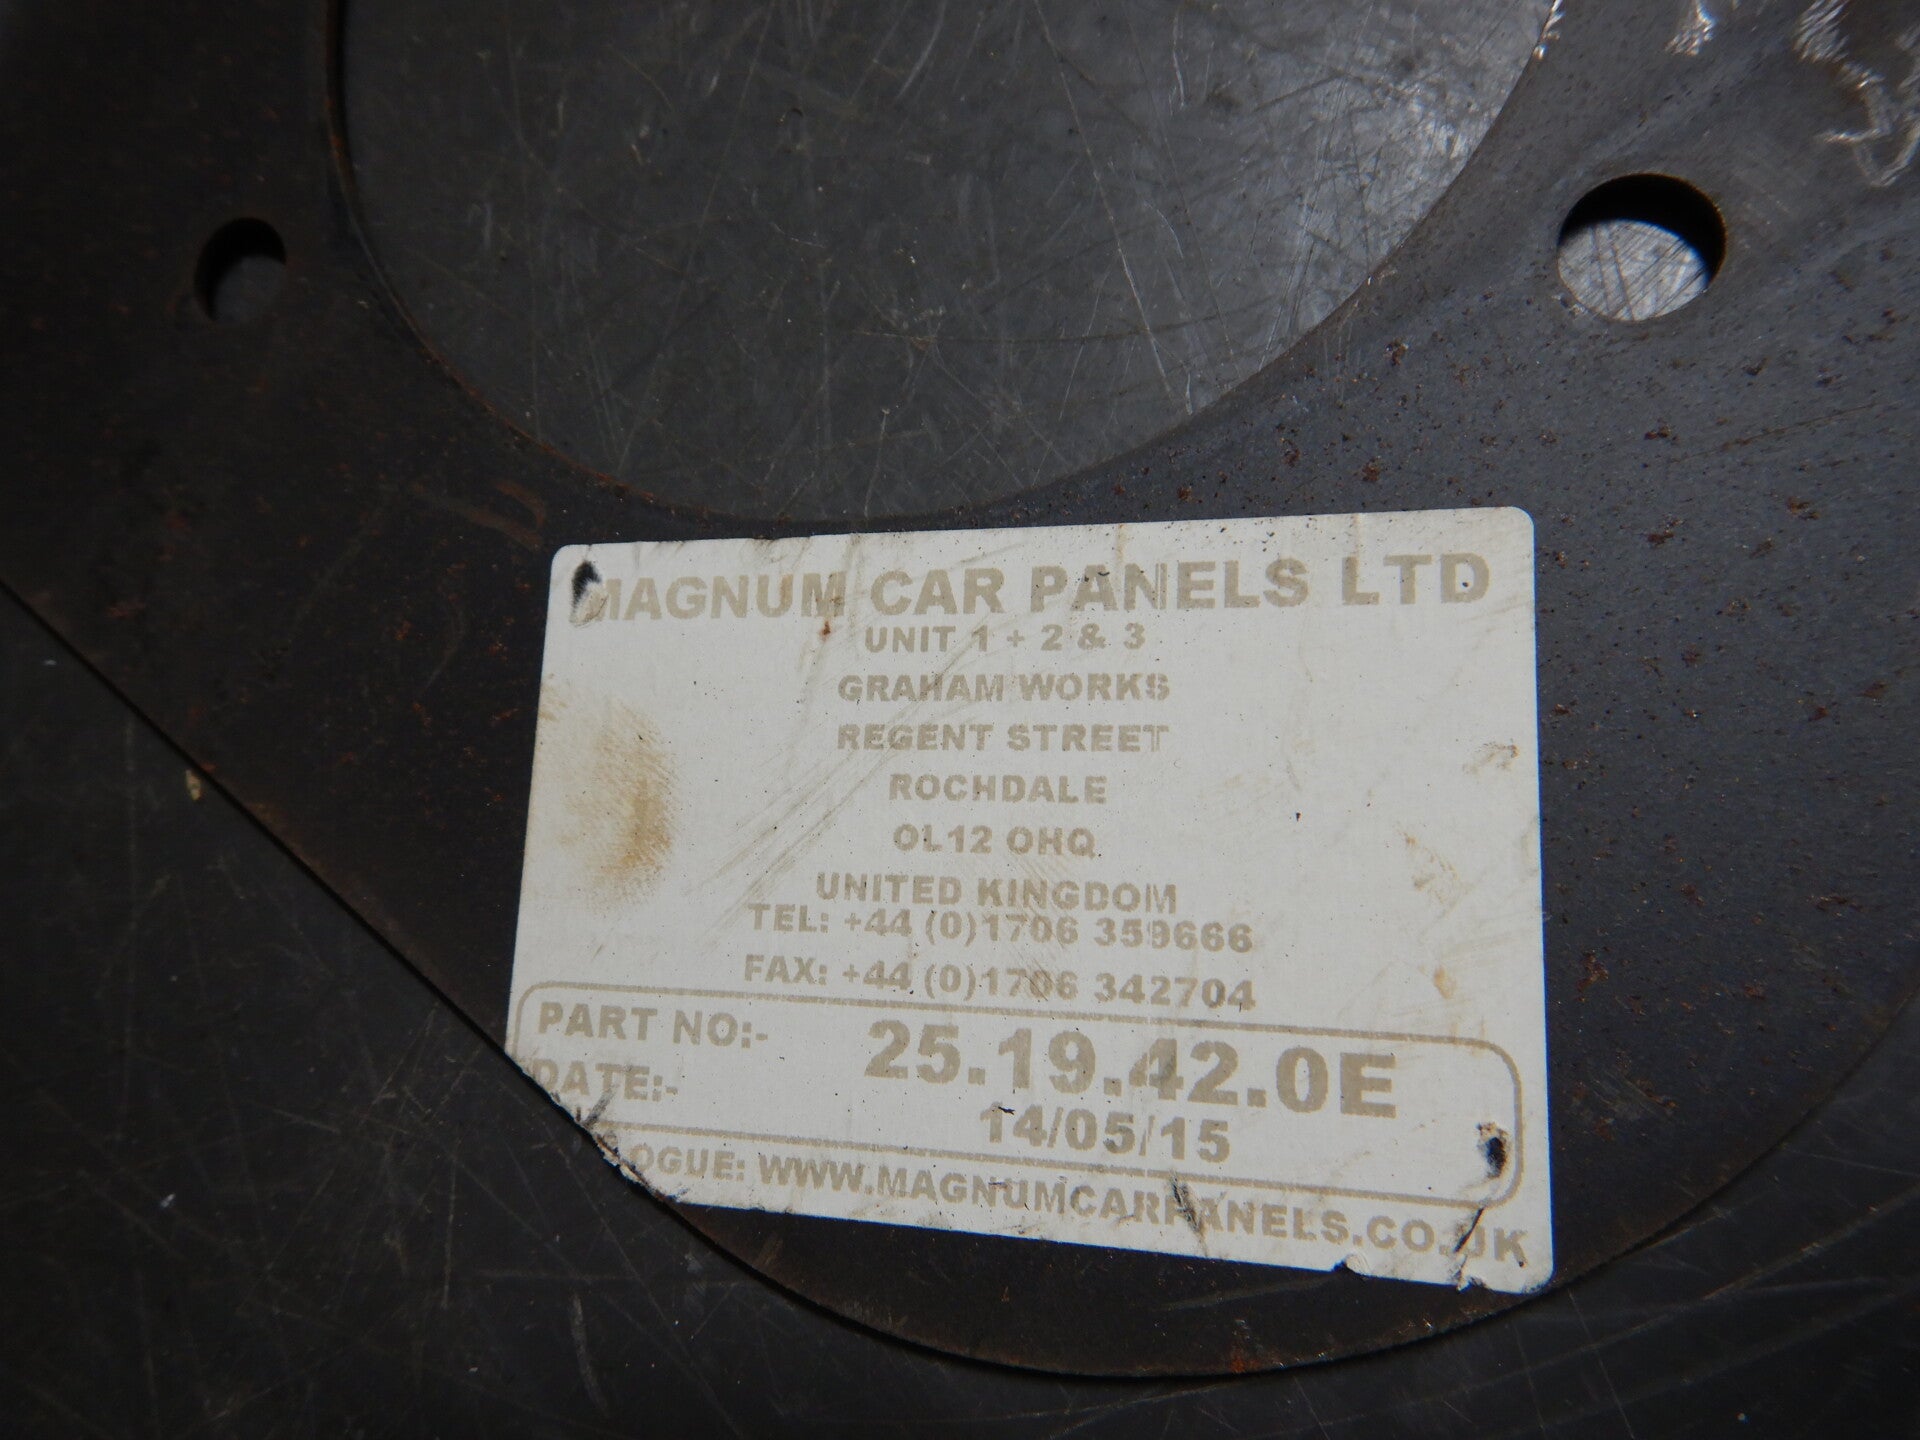 MAGNUM CAR PANELS LTD
UNIT 1 + 2 & 3
GRAHAM WORKS
REGENT STREET
ROCHDALE
OL12 OHQ
UNITED KINGDOM
TEL: +44 (0)1706 359666
FAX: +44 (0)1706 342704
PART NO:- 25.19.42.0E
DATE:- 14/05/15
WWW.MAGNUMCARPANELS.CO.UK